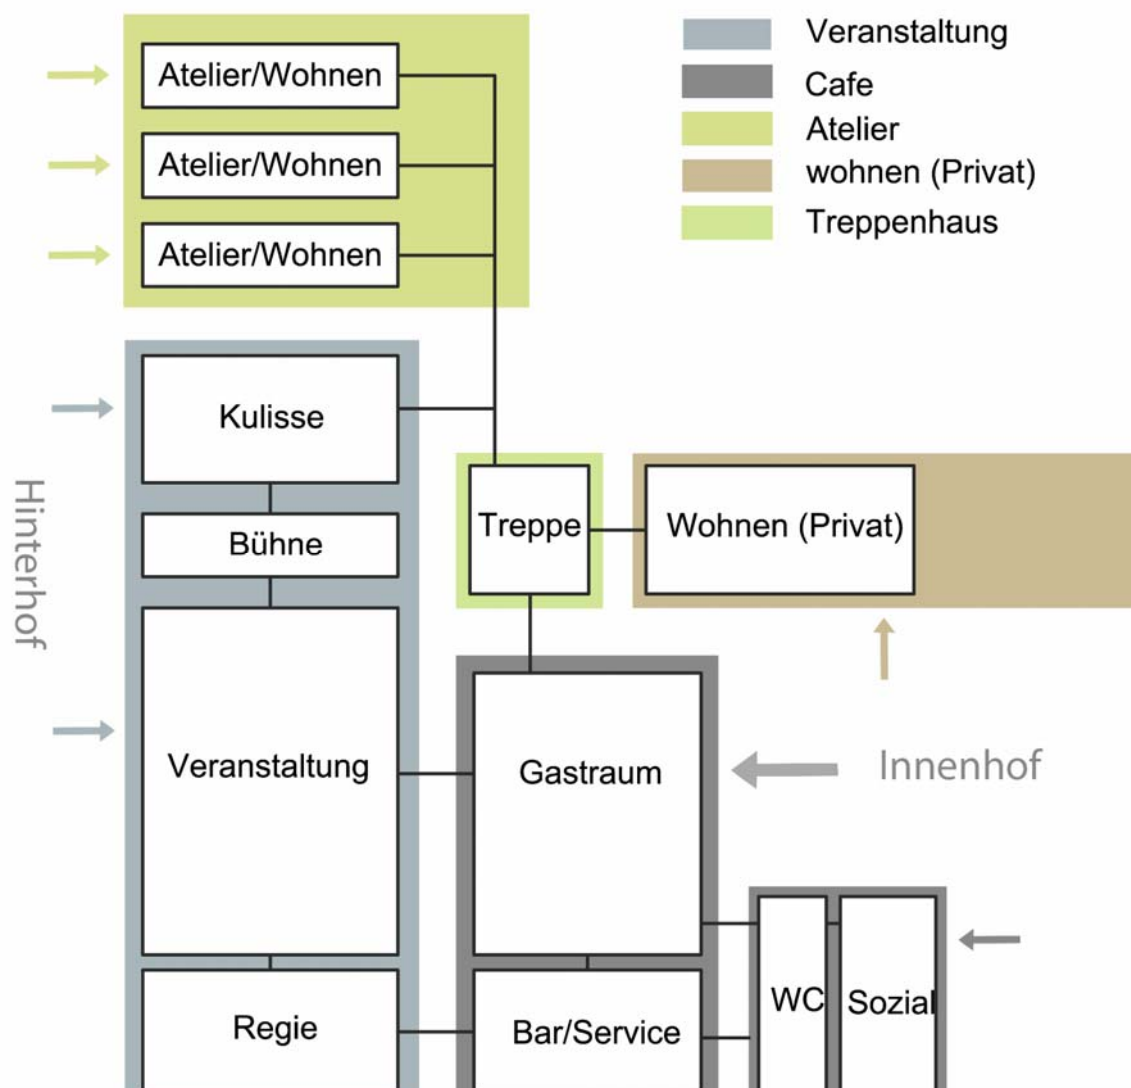 Veranstaltung
Cafe
Atelier
wohnen (Privat)
Treppenhaus
Atelier/Wohnen
Atelier/Wohnen
Atelier/Wohnen
Kulisse
Hinterhof
Bühne
Treppe
Wohnen (Privat)
Veranstaltung
Gastraum
Innenhof
Regie
Bar/Service
WC
Sozial